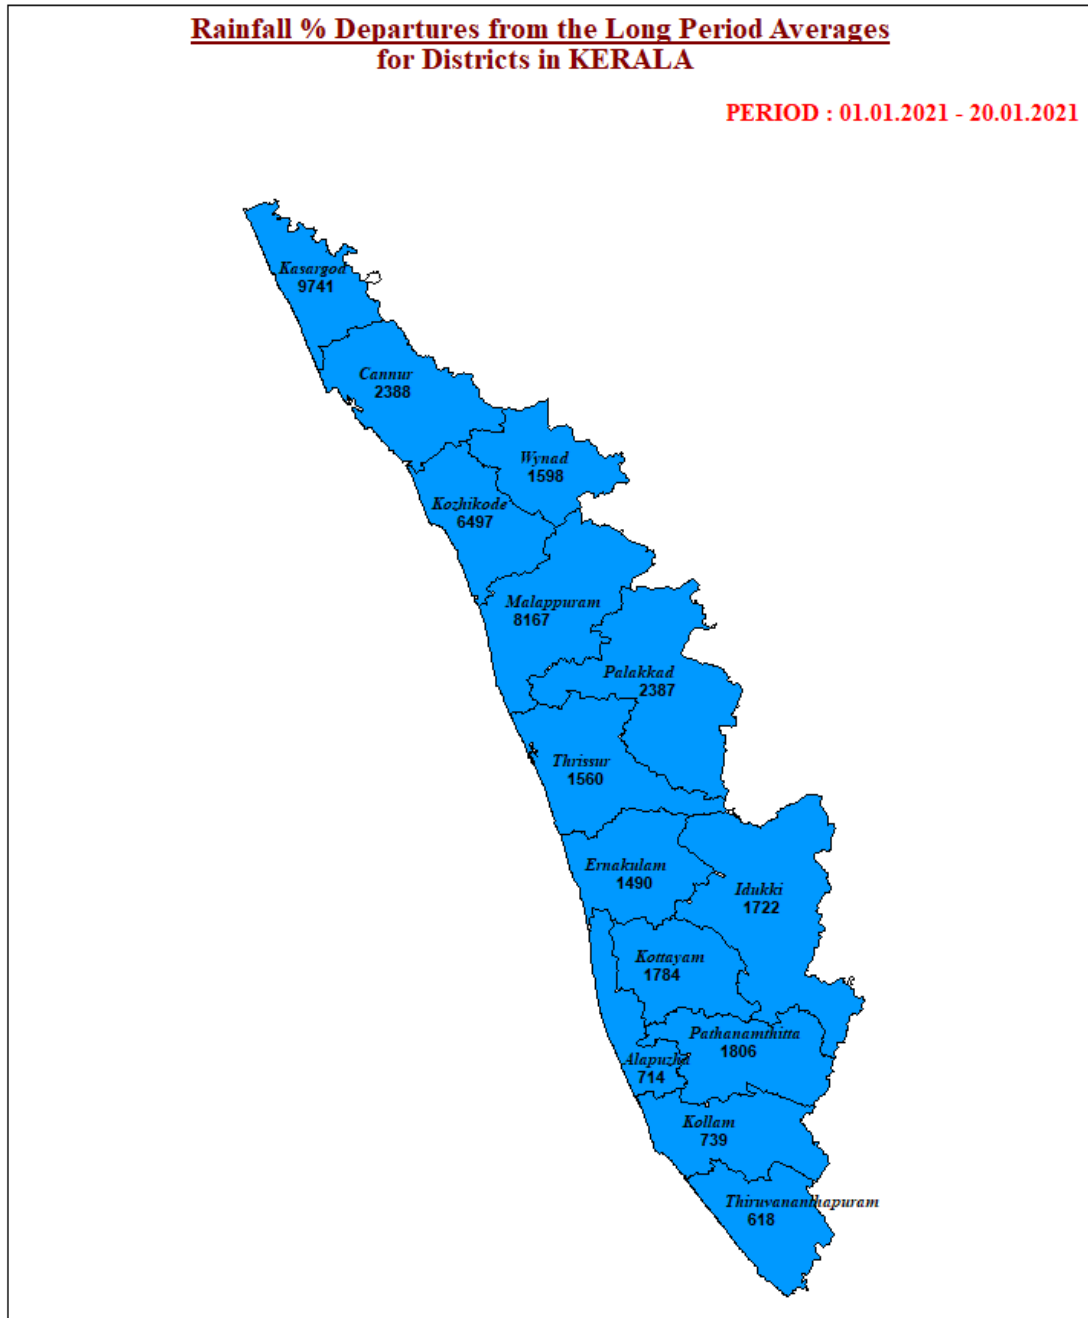 Rainfall % Departures from the Long Period Averages
for Districts in KERALA
PERIOD : 01.01.2021 - 20.01.2021
Kasargod
9741
Cannur
2388
Wynad
1598
Kozhikode
6497
Malappuram
8167
Palakkad
2387
Thrissur
1560
Ernakulam
1490
Idukki
1722
Kottayam
1784
Pathanamthitta
1806
Alapuzha
714
Kollam
739
Thiruvananthapuram
618